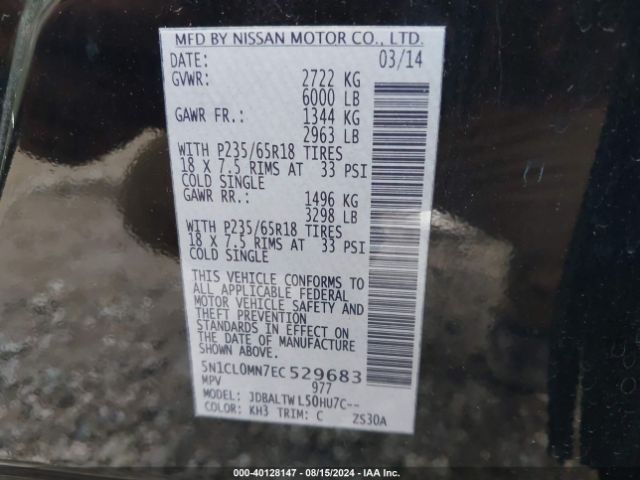 MFD BY NISSAN MOTOR CO., LTD.
DATE: 03/14
GVWR: 2722 KG
6000 LB
GAWR FR.: 1344 KG
2963 LB
WITH P235/65R18 TIRES
18 X 7.5 RIMS AT 33 PSI
COLD SINGLE
GAWR RR.: 1496 KG
3298 LB
WITH P235/65R18 TIRES
18 X 7.5 RIMS AT 33 PSI
COLD SINGLE
THIS VEHICLE CONFORMS TO
ALL APPLICABLE FEDERAL
MOTOR VEHICLE SAFETY AND
THEFT PREVENTION
STANDARDS IN EFFECT ON
THE DATE OF MANUFACTURE
SHOWN ABOVE.
5N1CL0MN7EC529683
MPV 977
MODEL: JDBALTWLS0HU7C--
COLOR: KH3 TRIM: C ZS30A
000-40128147 - 08/15/2024 - IAA Inc.